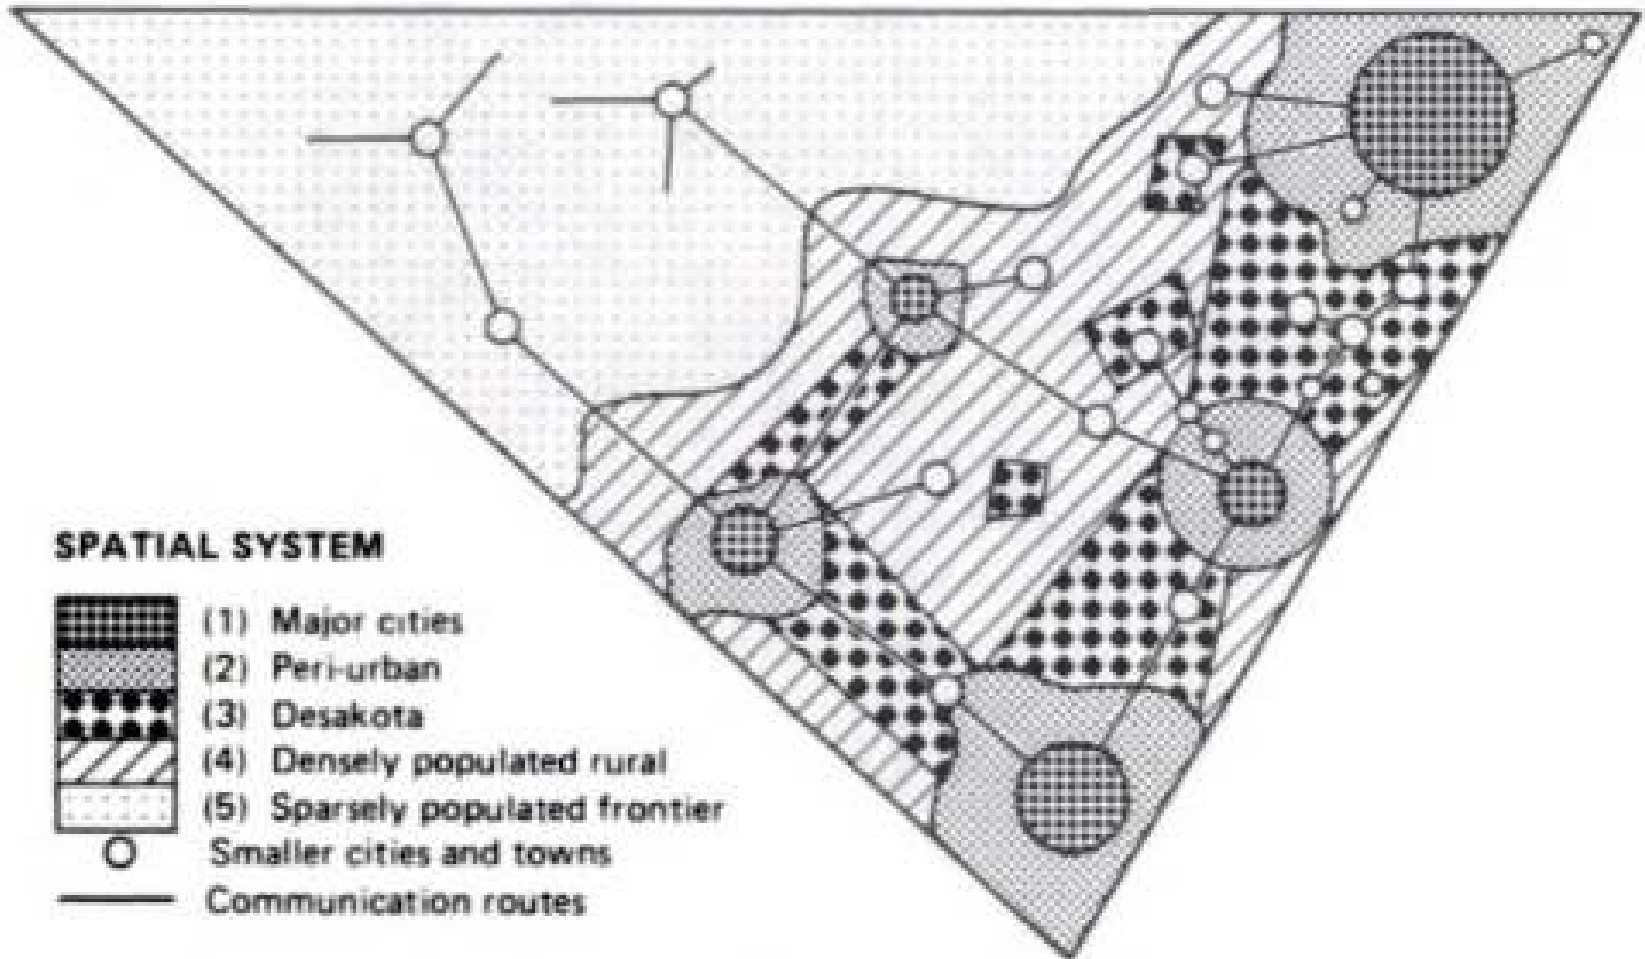 SPATIAL SYSTEM
(1) Major cities
(2) Peri-urban
(3) Desakota
(4) Densely populated rural
(5) Sparsely populated frontier
Smaller cities and towns
Communication routes